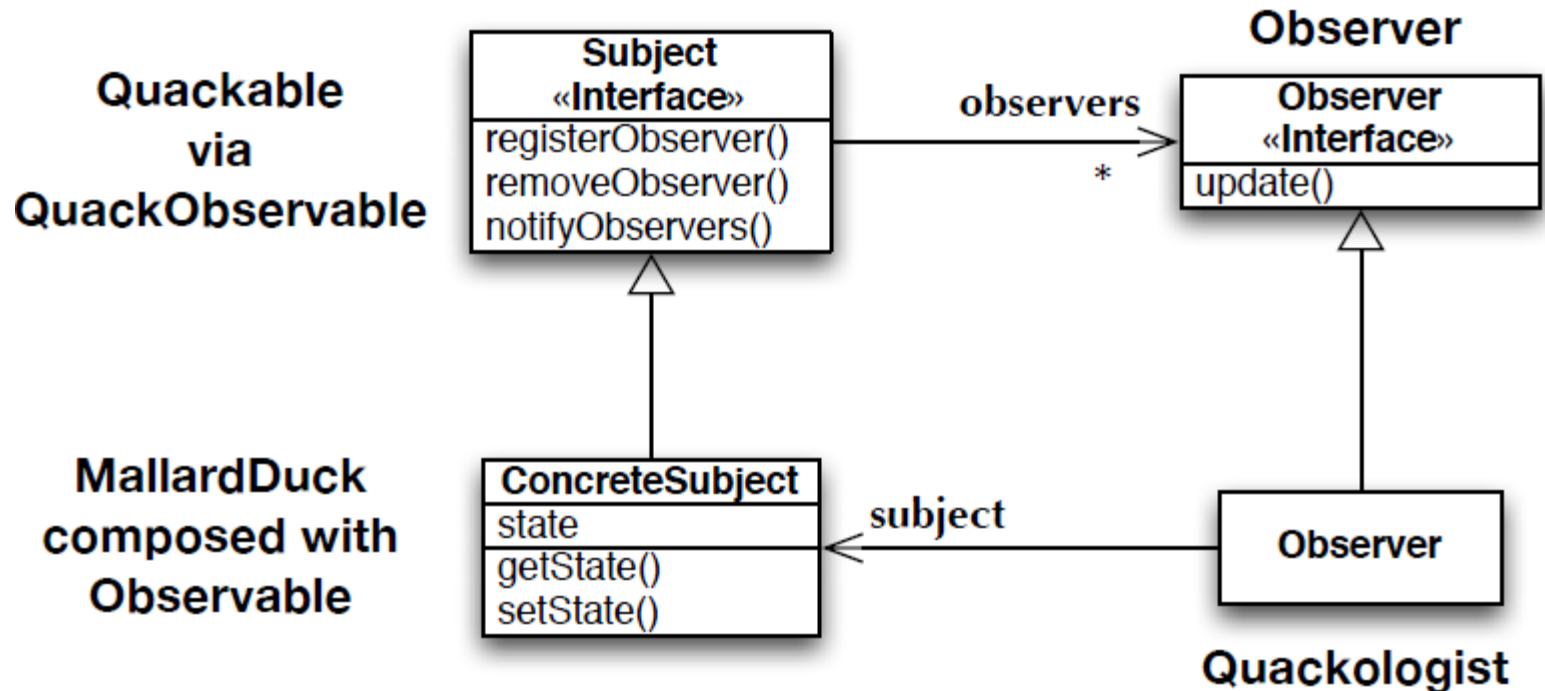 Quackable
via
QuackObservable
Subject
«Interface»
registerObserver()
removeObserver()
notifyObservers()
observers
*
Observer
Observer
«Interface»
update()
MallardDuck
composed with
Observable
ConcreteSubject
state
getState()
setState()
subject
Observer
Quackologist